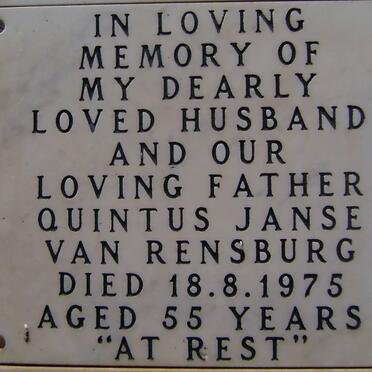 IN LOVING
MEMORY OF
MY DEARLY
LOVED HUSBAND
AND OUR
LOVING FATHER
QUINTUS JANSE
VAN RENSBURG
DIED 18.8.1975
AGED 55 YEARS
"AT REST"